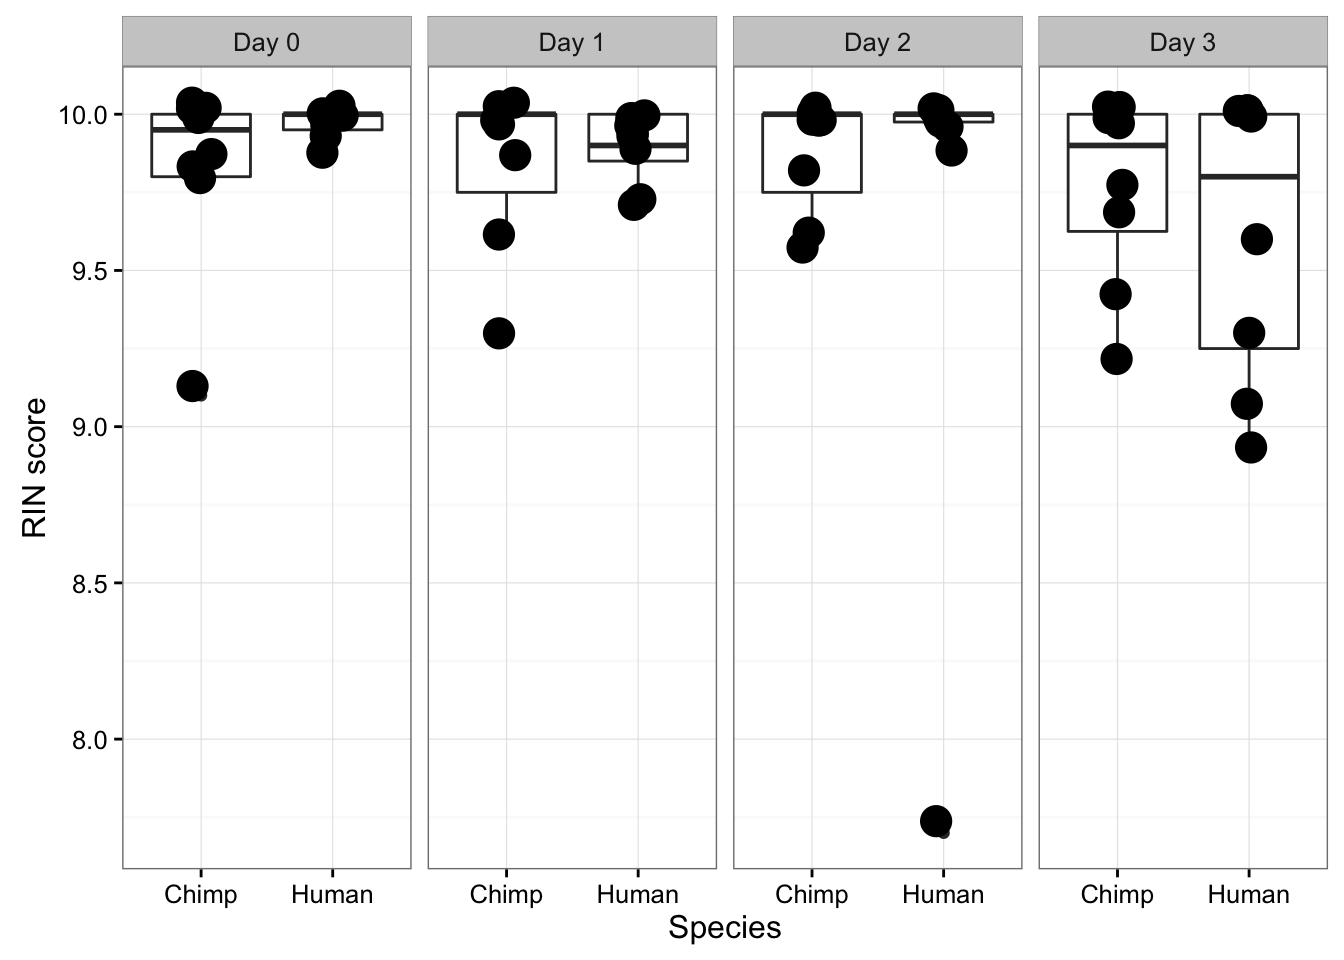 Day 0 Day 1 Day 2 Day 3
10.0
9.5
9.0
8.5
8.0
RIN score
Chimp Human Chimp Human Chimp Human Chimp Human
Species